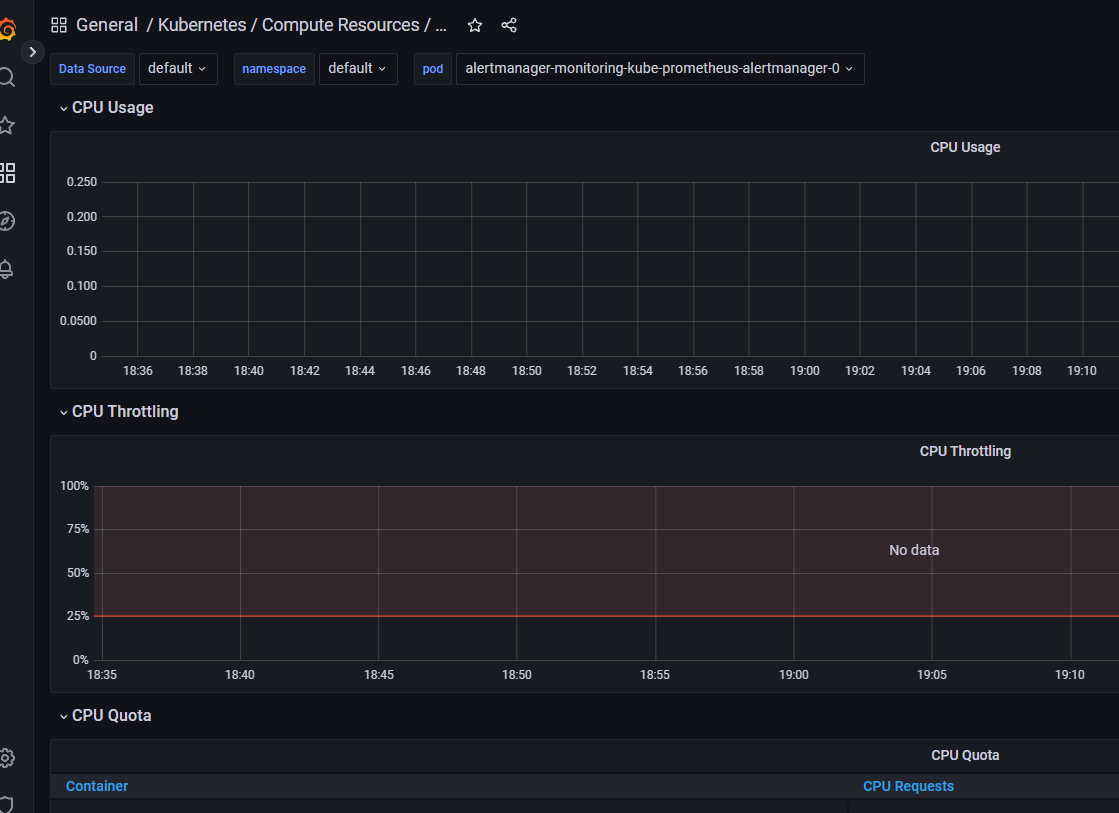 General / Kubernetes / Compute Resources / ...
Data Source default namespace default pod alertmanager-monitoring-kube-prometheus-alertmanager-0
CPU Usage
CPU Usage
0.250
0.200
0.150
0.100
0.0500
0
18:36 18:38 18:40 18:42 18:44 18:46 18:48 18:50 18:52 18:54 18:56 18:58 19:00 19:02 19:04 19:06 19:08 19:10
CPU Throttling
CPU Throttling
100%
75%
No data
50%
25%
0%
18:35 18:40 18:45 18:50 18:55 19:00 19:05 19:10
CPU Quota
CPU Quota
Container CPU Requests